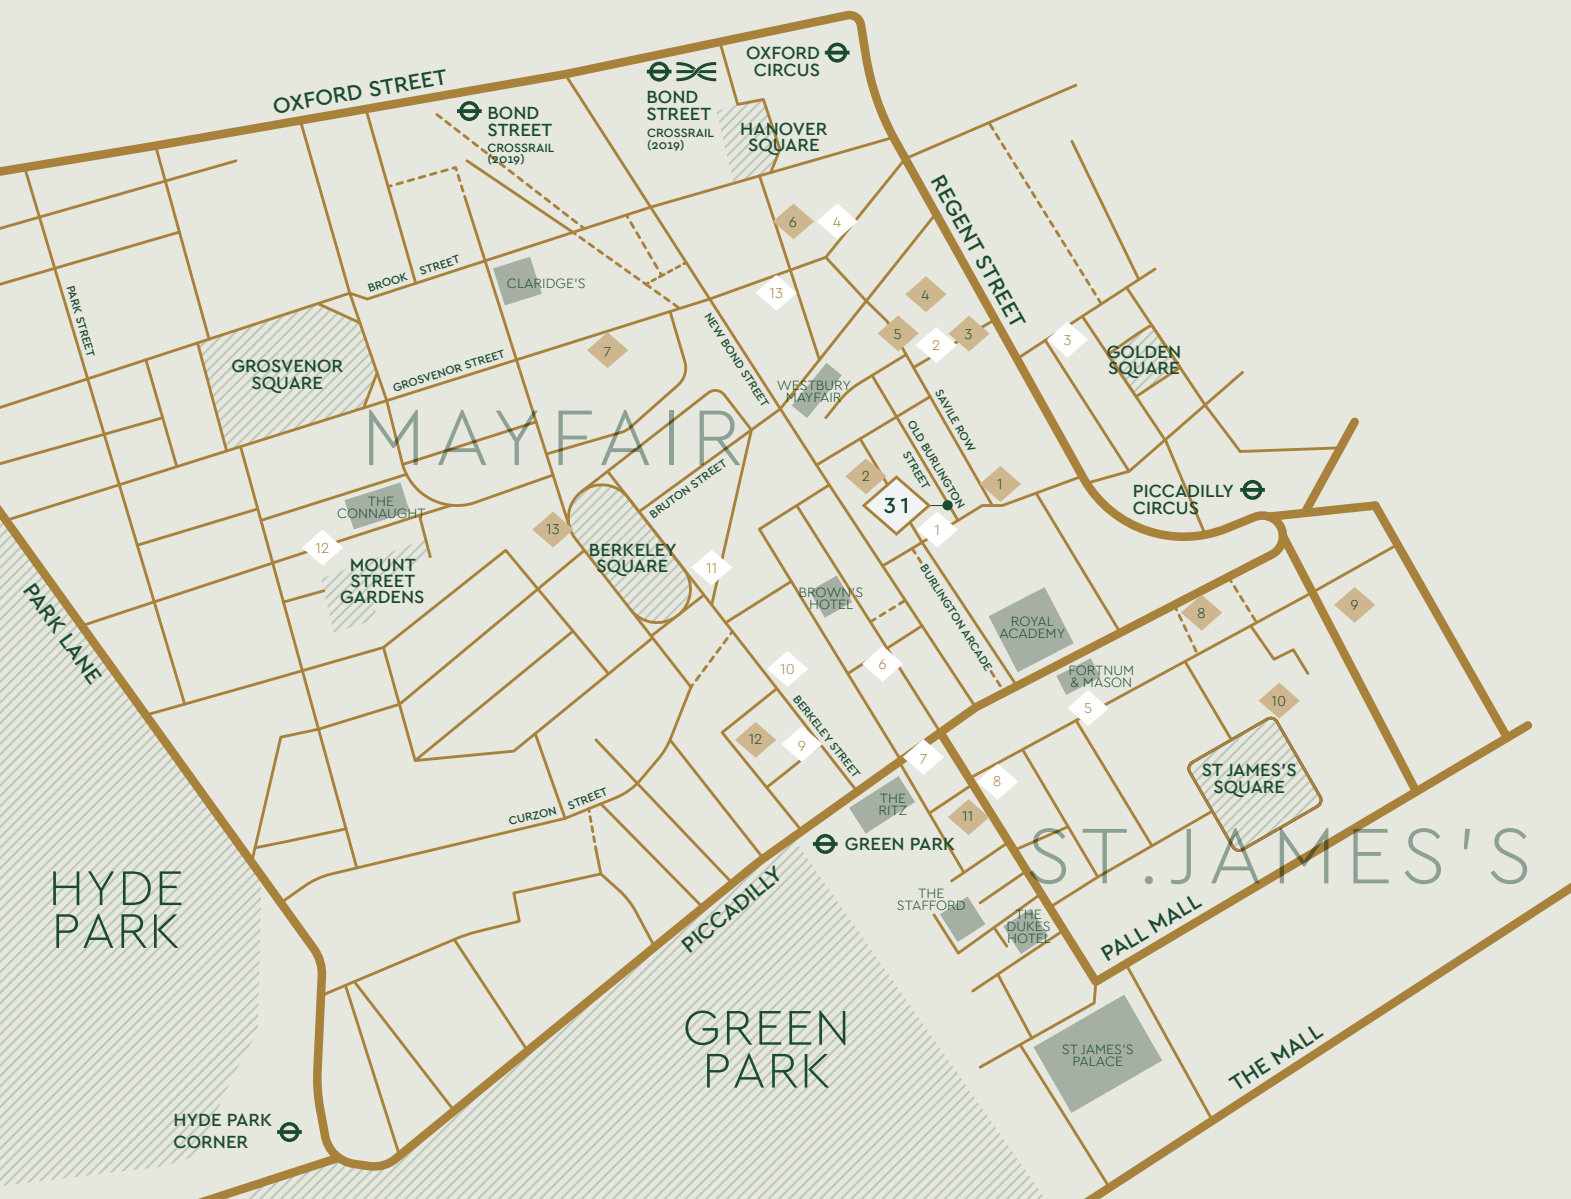 OXFORD STREET
BOND
STREET
CROSSRAIL
(2019)
BOND
STREET
CROSSRAIL
(2019)
OXFORD
CIRCUS
HANOVER
SQUARE
REGENT STREET
6
4
13
4
5
2
3
3
GOLDEN
SQUARE
PARK STREET
BROOK STREET
CLARIDGE'S
GROSVENOR
SQUARE
GROSVENOR STREET
7
NEW BOND STREET
WESTBURY
MAYFAIR
SAVILE ROW
OLD BURLINGTON
STREET
MAYFAIR
BRUTON STREET
2
31
1
1
PICCADILLY
CIRCUS
THE
CONNAUGHT
12
MOUNT
STREET
GARDENS
13
BERKELEY
SQUARE
11
BROWN'S
HOTEL
BURLINGTON ARCADE
ROYAL
ACADEMY
8
9
PARK LANE
10
6
FORTNUM
& MASON
5
10
BERKELEY STREET
12
9
7
8
11
ST JAMES'S
SQUARE
CURZON STREET
THE
RITZ
GREEN PARK
ST.JAMES'S
HYDE
PARK
PICCADILLY
THE
STAFFORD
THE
DUKES
HOTEL
PALL MALL
GREEN
PARK
ST JAMES'S
PALACE
THE MALL
HYDE PARK
CORNER